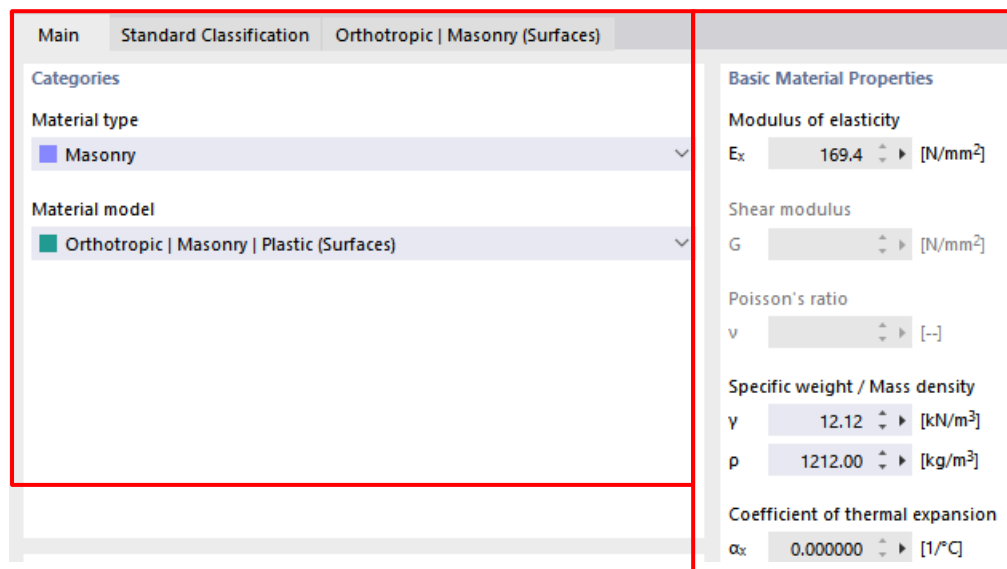 Main Standard Classification Orthotropic | Masonry (Surfaces)
Categories
Material type
Masonry
Material model
Orthotropic | Masonry | Plastic (Surfaces)
Basic Material Properties
Modulus of elasticity
Eₓ 169.4 [N/mm²]
Shear modulus
G [N/mm²]
Poisson's ratio
ν [--]
Specific weight / Mass density
γ 12.12 [kN/m³]
ρ 1212.00 [kg/m³]
Coefficient of thermal expansion
αₓ 0.000000 [1/°C]